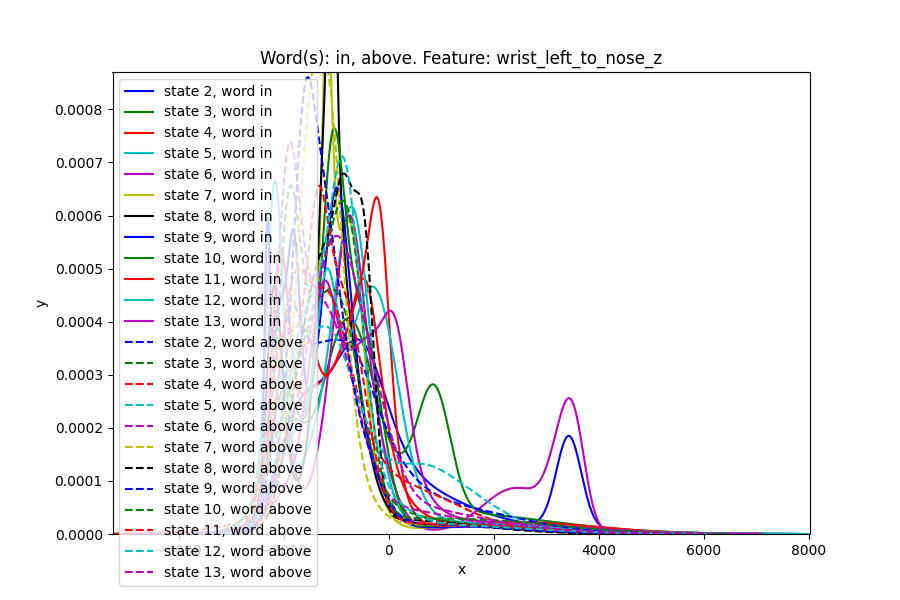 Word(s): in, above. Feature: wrist_left_to_nose_z
0.0008
0.0007
0.0006
0.0005
0.0004
0.0003
0.0002
0.0001
0.0000
y
state 2, word in
state 3, word in
state 4, word in
state 5, word in
state 6, word in
state 7, word in
state 8, word in
state 9, word in
state 10, word in
state 11, word in
state 12, word in
state 13, word in
state 2, word above
state 3, word above
state 4, word above
state 5, word above
state 6, word above
state 7, word above
state 8, word above
state 9, word above
state 10, word above
state 11, word above
state 12, word above
state 13, word above
0 2000 4000 6000 8000
x